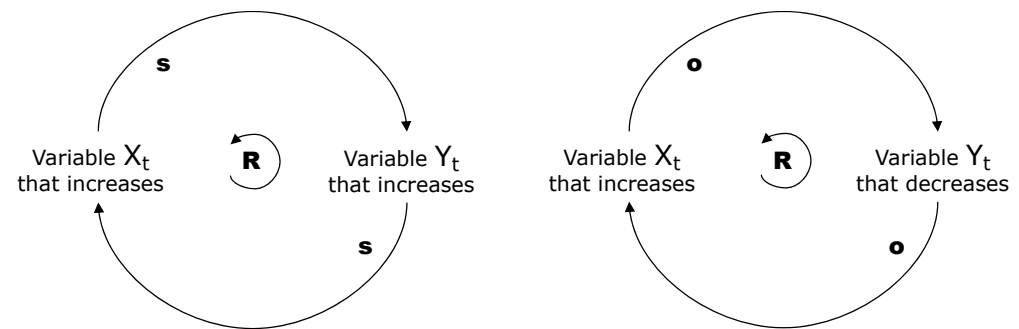 s
o
Variable Xt
that increases
R
Variable Yt
that increases
Variable Xt
that increases
R
Variable Yt
that decreases
s
o